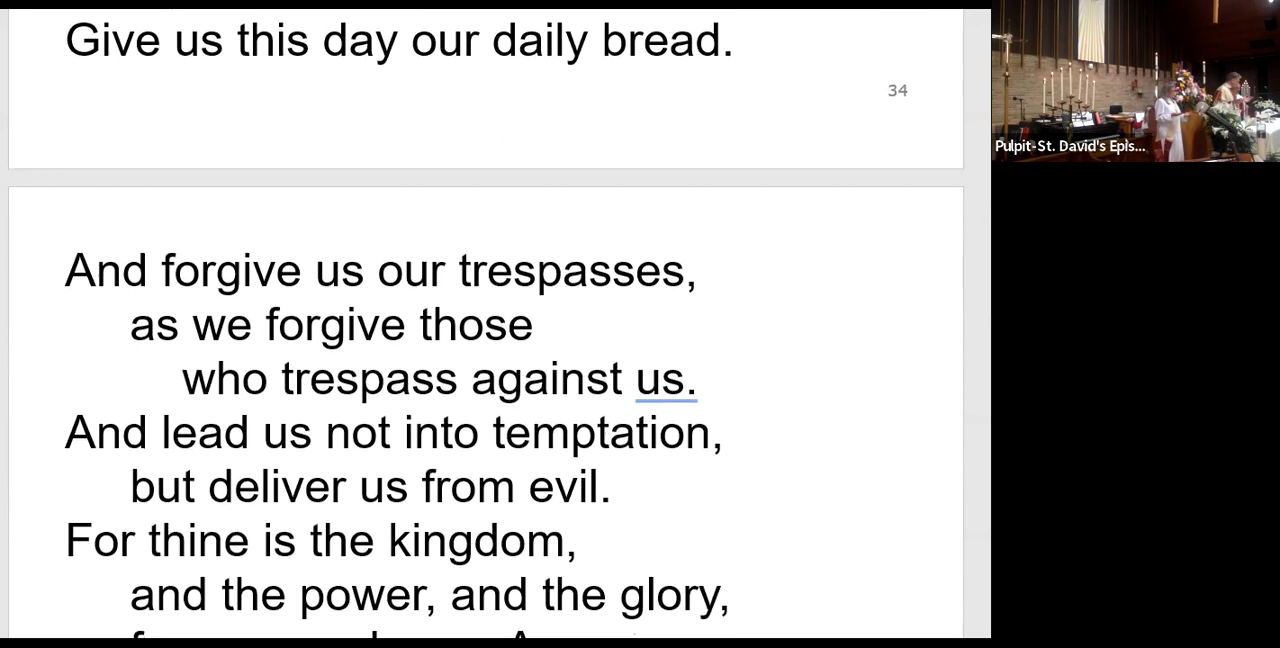 Give us this day our daily bread.
34
Pulpit-St. David's Epis...
And forgive us our trespasses,
as we forgive those
who trespass against us.
And lead us not into temptation,
but deliver us from evil.
For thine is the kingdom,
and the power, and the glory,